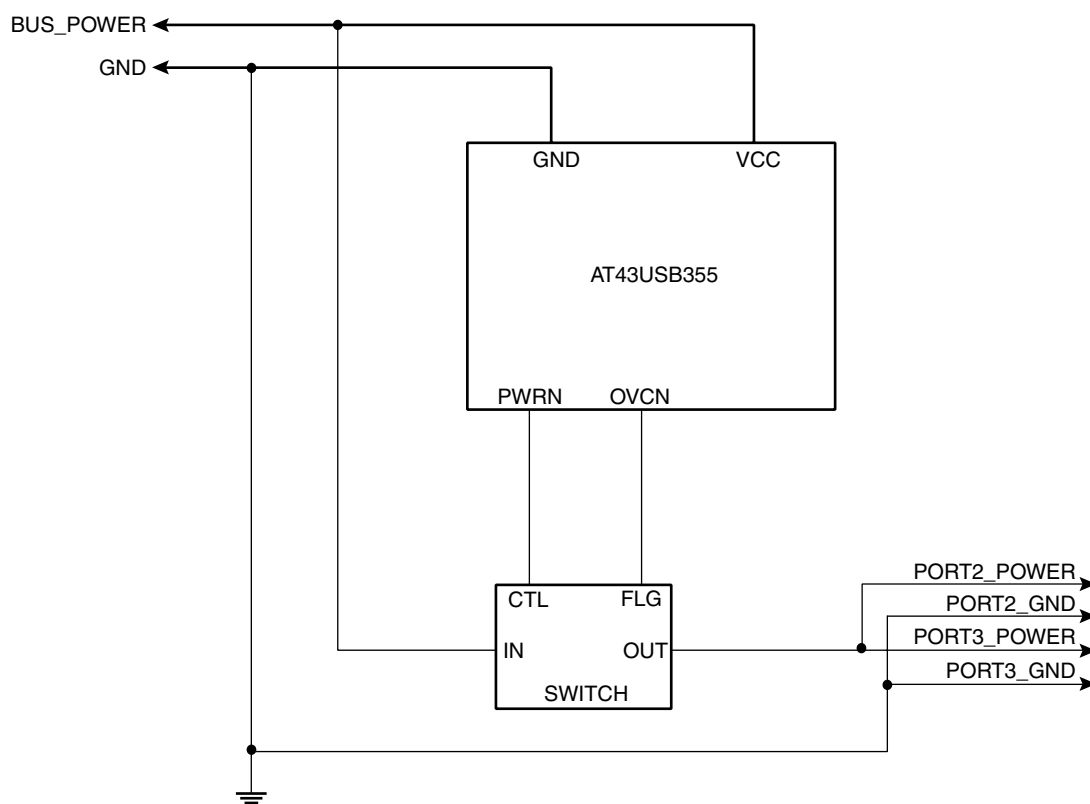 BUS_POWER
GND
GND
VCC
AT43USB355
PWRN
OVCN
PORT2_POWER
CTL
FLG
PORT2_GND
PORT3_POWER
IN
OUT
PORT3_GND
SWITCH